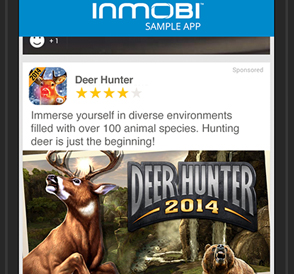 INMOBI
SAMPLE APP
+ 1
Sponsored
Deer Hunter
Immerse yourself in diverse environments
filled with over 100 animal species. Hunting
deer is just the beginning!
DEER HUNTER
2014